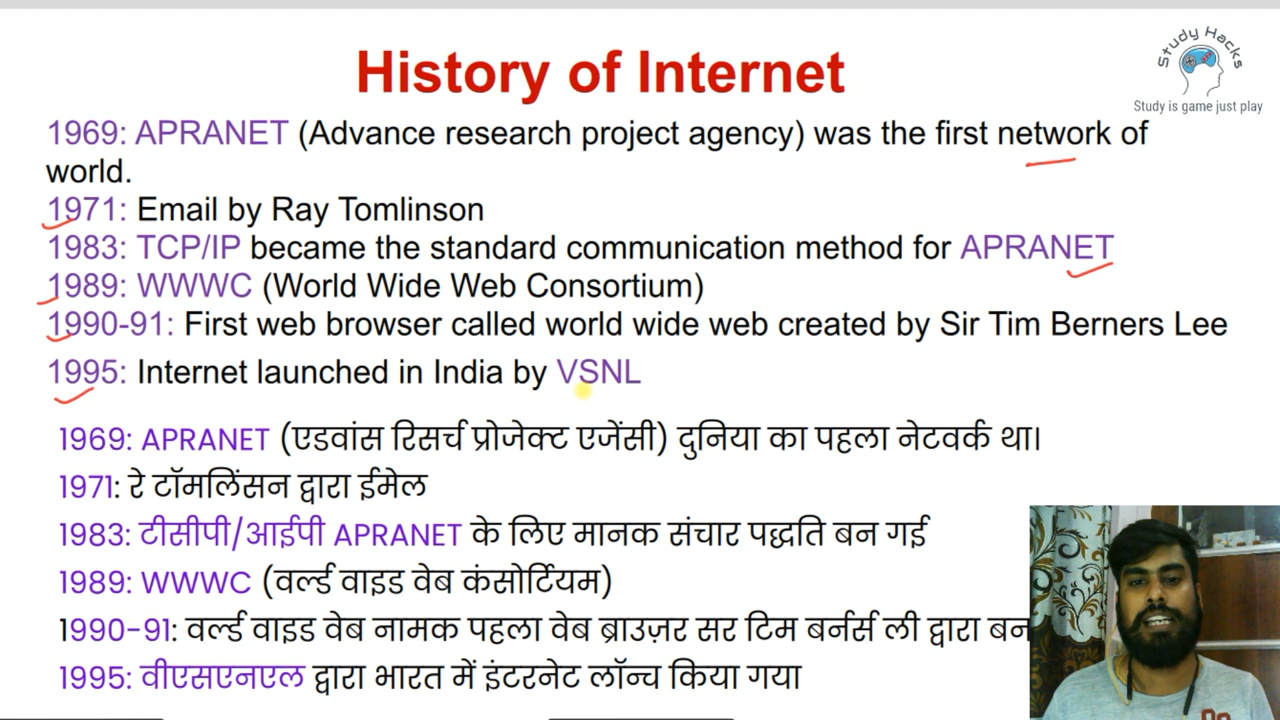 Study Hacks
Study is game just play
History of Internet
1969: APRANET (Advance research project agency) was the first network of
world.
1971: Email by Ray Tomlinson
1983: TCP/IP became the standard communication method for APRANET
1989: WWWC (World Wide Web Consortium)
1990-91: First web browser called world wide web created by Sir Tim Berners Lee
1995: Internet launched in India by VSNL
1969: APRANET (एडवांस रिसर्च प्रोजेक्ट एजेंसी) दुनिया का पहला नेटवर्क था।
1971: रे टॉमलिंसन द्वारा ईमेल
1983: टीसीपी/आईपी APRANET के लिए मानक संचार पद्धति बन गई
1989: WWWC (वर्ल्ड वाइड वेब कंसोर्टियम)
1990-91: वर्ल्ड वाइड वेब नामक पहला वेब ब्राउज़र सर टिम बर्नर्स ली द्वारा
1995: वीएसएनएल द्वारा भारत में इंटरनेट लॉन्च किया गया